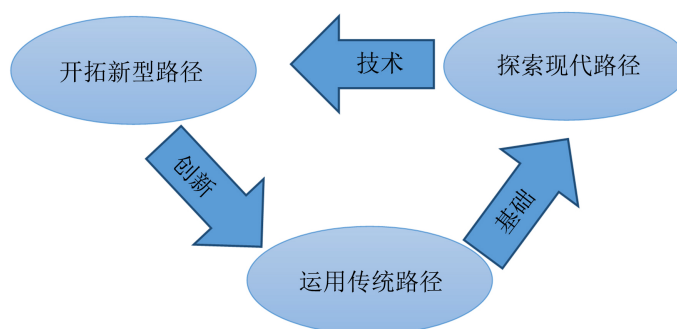 开拓新型路径
技术
探索现代路径
创新
基础
运用传统路径